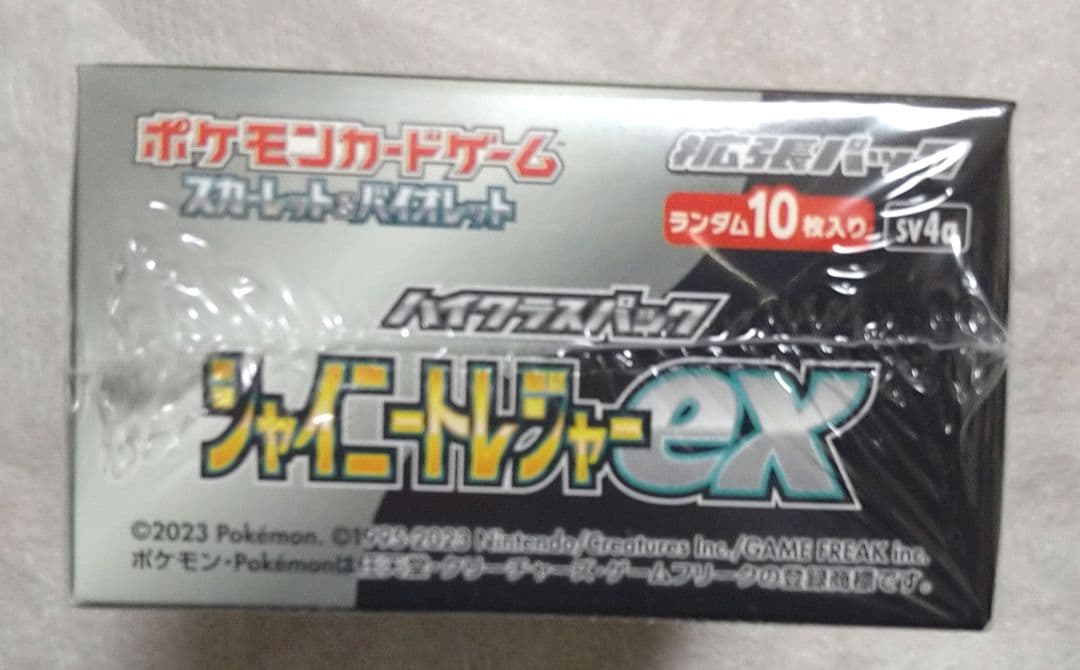 ポケモンカードゲーム
スカーレット&バイオレット
拡張パック
ランダム10枚入り
sv4a
ハイクラスパック
シャイニートレジャーex
©2023 Pokémon. ©1995-2023 Nintendo/Creatures Inc./GAME FREAK inc.
ポケモン・Pokémonは任天堂・クリーチャーズ・ゲームフリークの登録商標です。